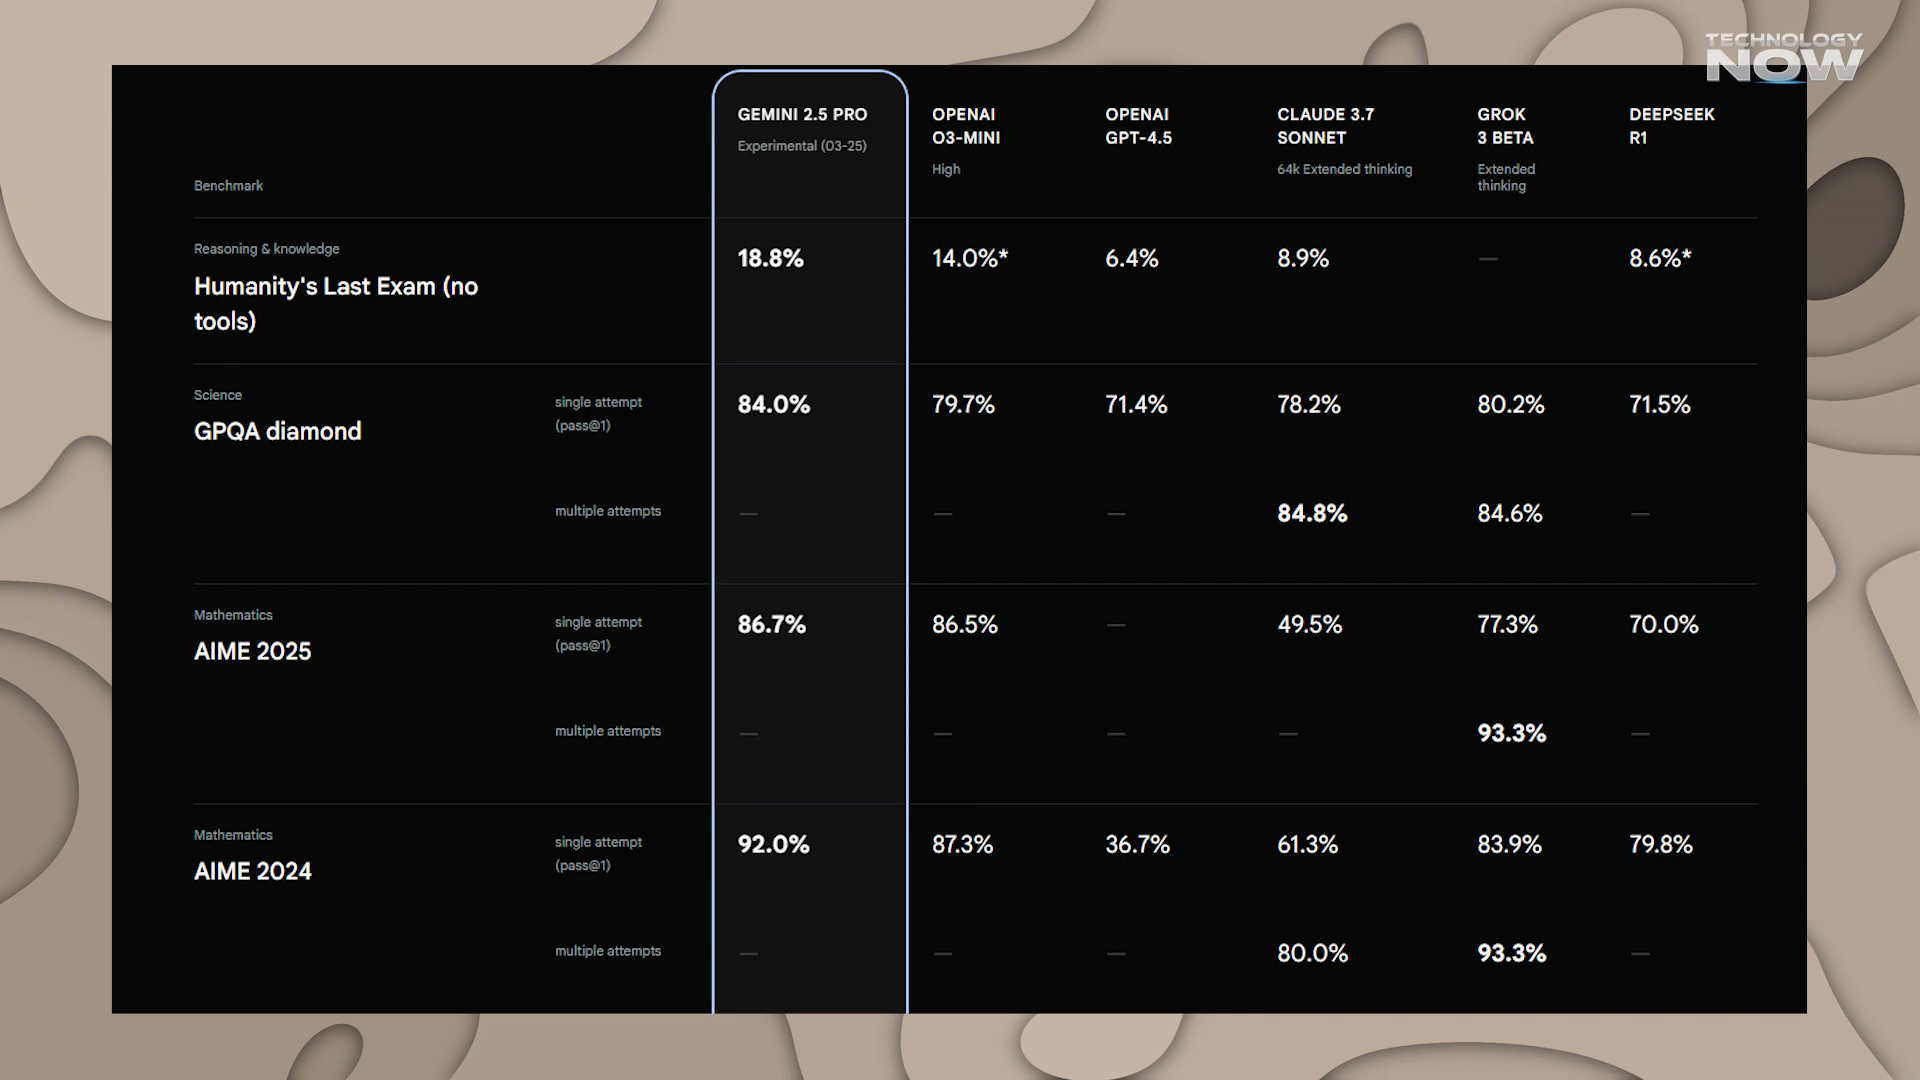 TECHNOLOGY
NOW
GEMINI 2.5 PRO
Experimental (03-25)
OPENAI
O3-MINI
High
OPENAI
GPT-4.5
CLAUDE 3.7
SONNET
64k Extended thinking
GROK
3 BETA
Extended
thinking
DEEPSEEK
R1
Benchmark
Reasoning & knowledge
Humanity's Last Exam (no
tools)
18.8% 14.0%* 6.4% 8.9% — 8.6%*
Science
GPQA diamond
single attempt
(pass@1)
84.0% 79.7% 71.4% 78.2% 80.2% 71.5%
multiple attempts — — — 84.8% 84.6% —
Mathematics
AIME 2025
single attempt
(pass@1)
86.7% 86.5% — 49.5% 77.3% 70.0%
multiple attempts — — — — 93.3% —
Mathematics
AIME 2024
single attempt
(pass@1)
92.0% 87.3% 36.7% 61.3% 83.9% 79.8%
multiple attempts — — — 80.0% 93.3% —